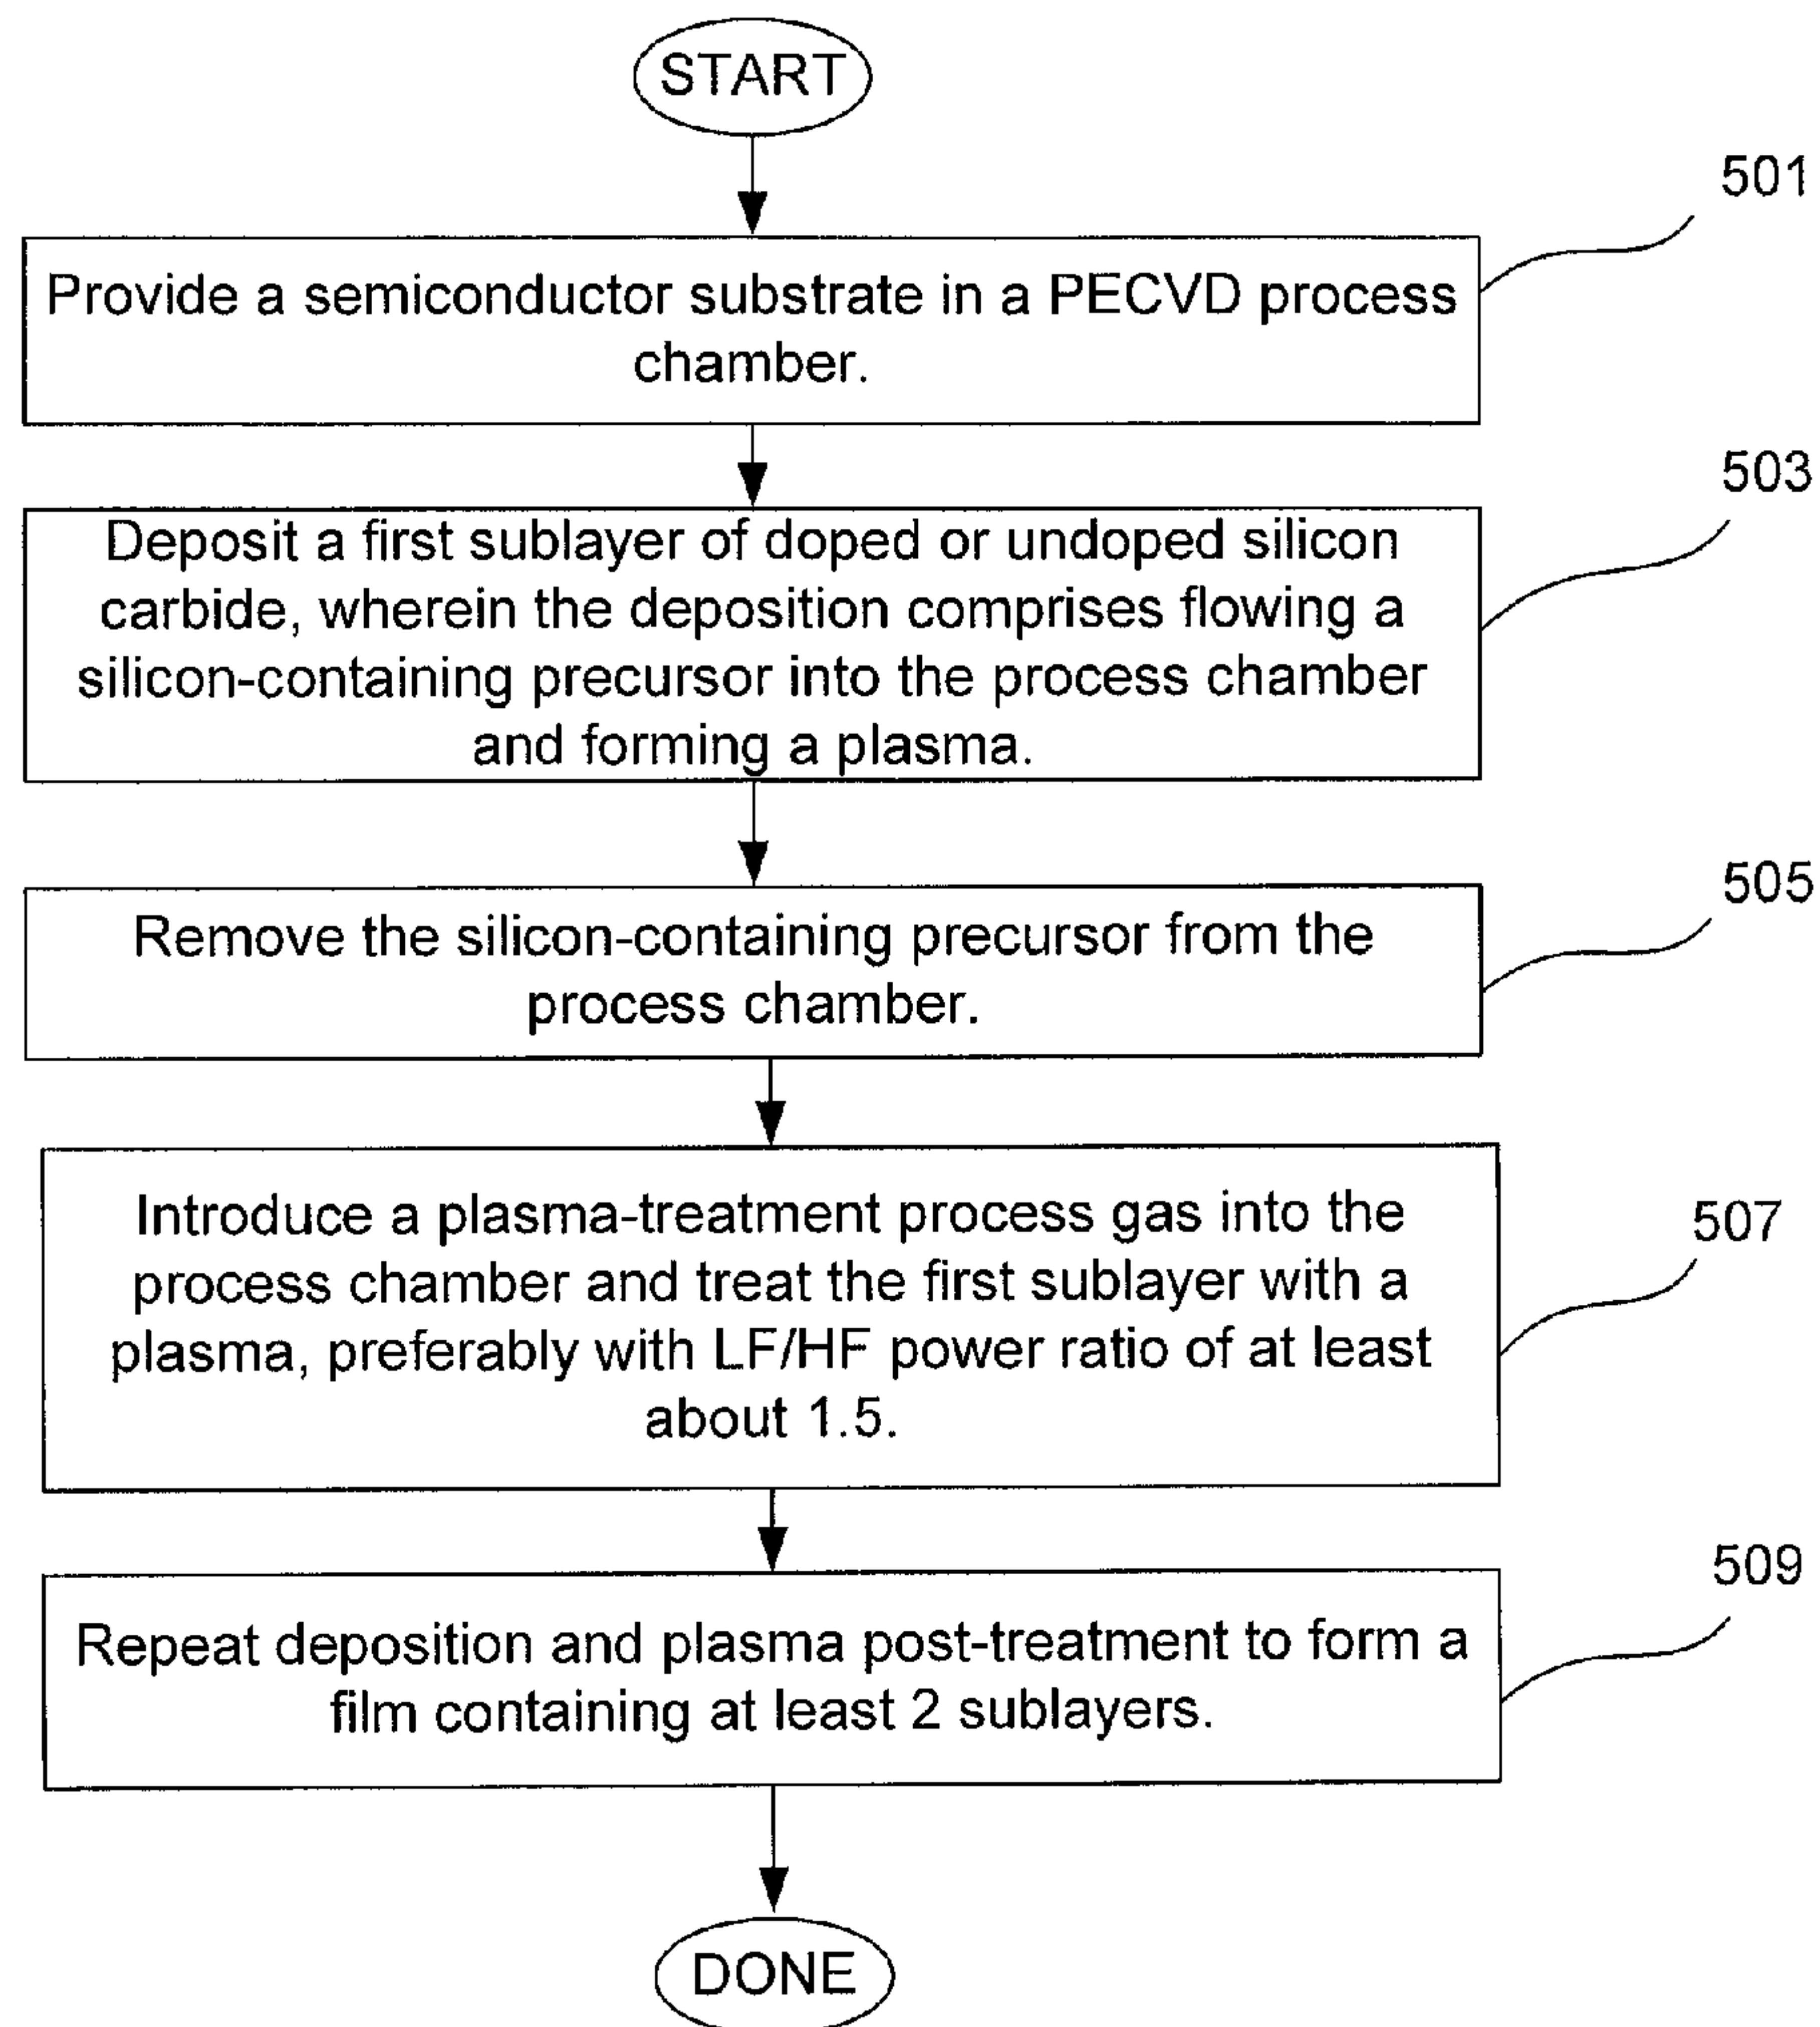 START
501
Provide a semiconductor substrate in a PECVD process
chamber.
503
Deposit a first sublayer of doped or undoped silicon
carbide, wherein the deposition comprises flowing a
silicon-containing precursor into the process chamber
and forming a plasma.
505
Remove the silicon-containing precursor from the
process chamber.
507
Introduce a plasma-treatment process gas into the
process chamber and treat the first sublayer with a
plasma, preferably with LF/HF power ratio of at least
about 1.5.
509
Repeat deposition and plasma post-treatment to form a
film containing at least 2 sublayers.
DONE